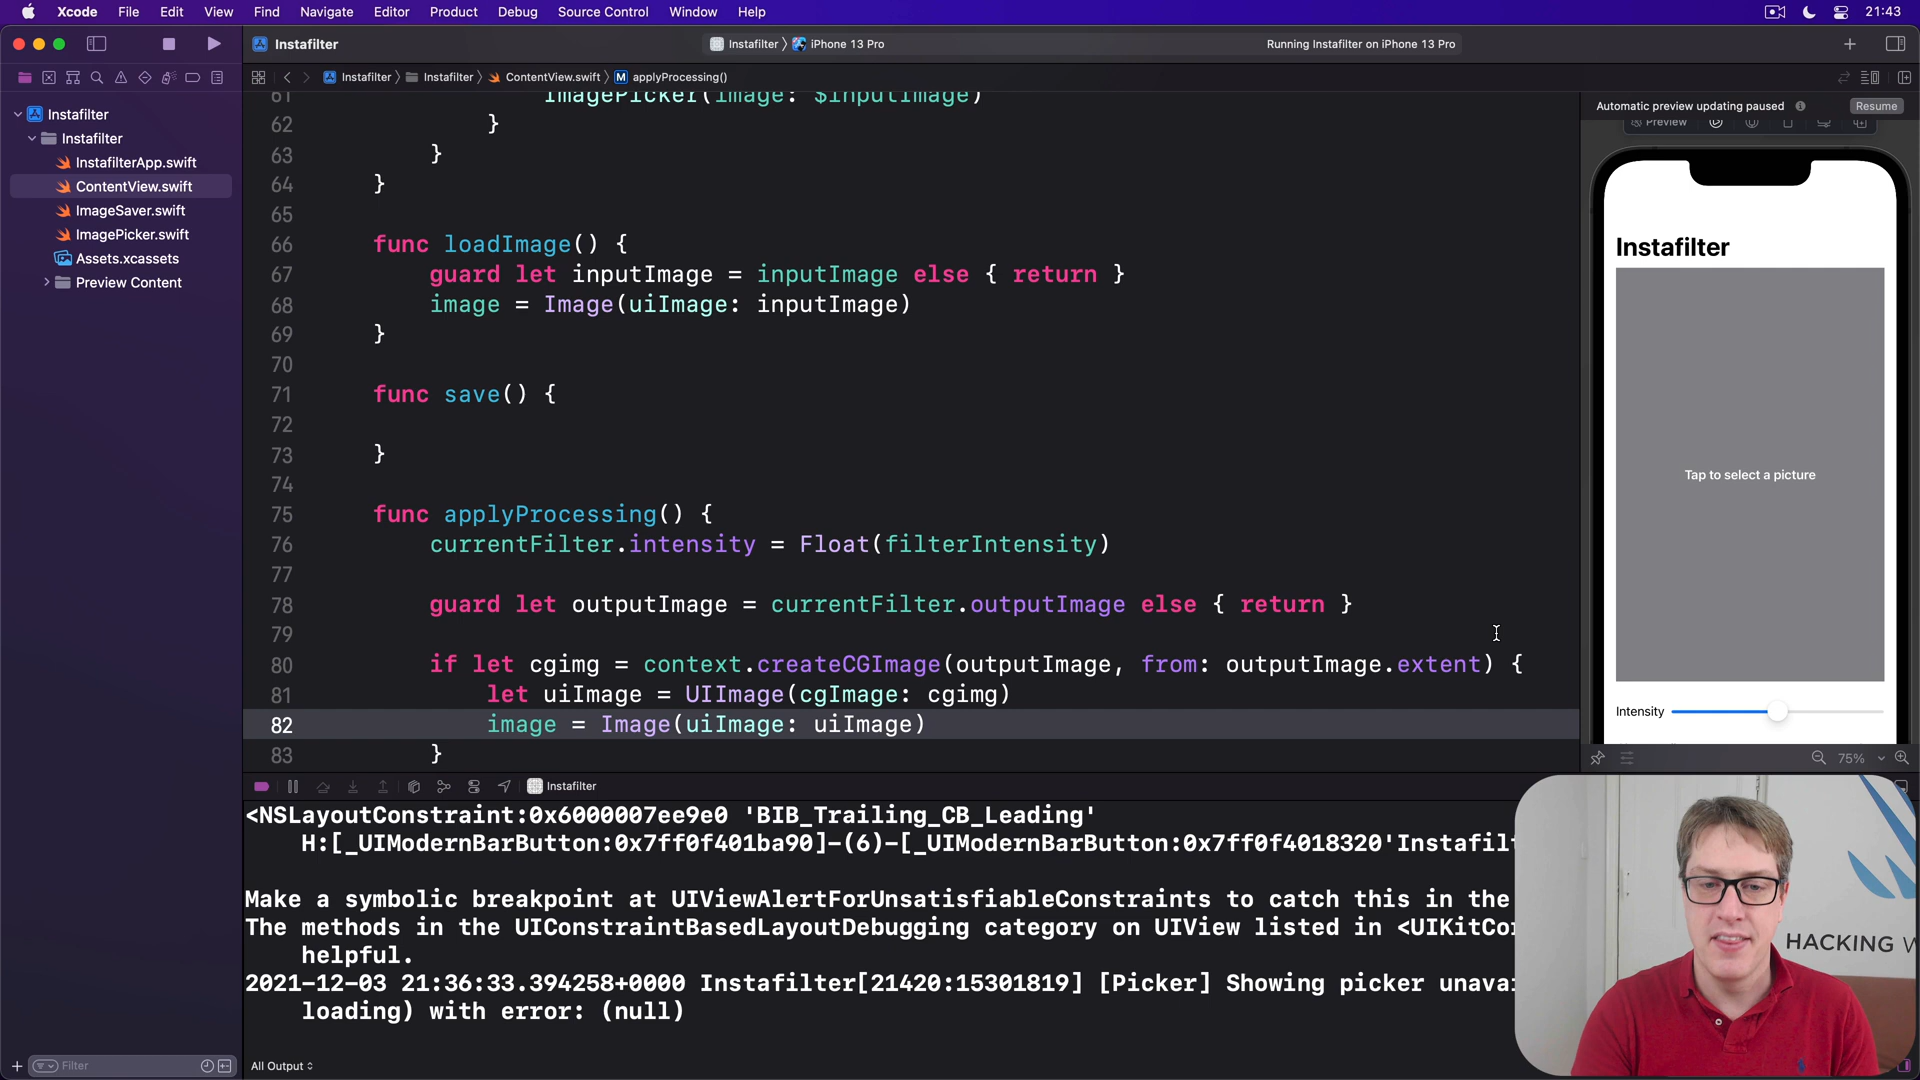 Xcode File Edit View Find Navigate Editor Product Debug Source Control Window Help 21:43
Instafilter Instafilter iPhone 13 Pro Running Instafilter on iPhone 13 Pro
Instafilter Instafilter ContentView.swift M applyProcessing()
Instafilter
Instafilter
InstafilterApp.swift
ContentView.swift
ImageSaver.swift
ImagePicker.swift
Assets.xcassets
Preview Content
Filter
61 ImagePicker(image: $inputImage)
62 }
63 }
64 }
65
66 func loadImage() {
67 guard let inputImage = inputImage else { return }
68 image = Image(uiImage: inputImage)
69 }
70
71 func save() {
72
73 }
74
75 func applyProcessing() {
76 currentFilter.intensity = Float(filterIntensity)
77
78 guard let outputImage = currentFilter.outputImage else { return }
79
80 if let cgimg = context.createCGImage(outputImage, from: outputImage.extent) {
81 let uiImage = UIImage(cgImage: cgimg)
82 image = Image(uiImage: uiImage)
83 }
Automatic preview updating paused Resume
Preview
Instafilter
Tap to select a picture
Intensity
75%
Instafilter
<NSLayoutConstraint:0x6000007ee9e0 'BIB_Trailing_CB_Leading'
H:[_UIModernBarButton:0x7ff0f401ba90]-(6)-[_UIModernBarButton:0x7ff0f4018320'Instafilt
Make a symbolic breakpoint at UIViewAlertForUnsatisfiableConstraints to catch this in the
The methods in the UIConstraintBasedLayoutDebugging category on UIView listed in <UIKitCo
helpful.
2021-12-03 21:36:33.394258+0000 Instafilter[21420:15301819] [Picker] Showing picker unava
loading) with error: (null)
All Output
HACKING W